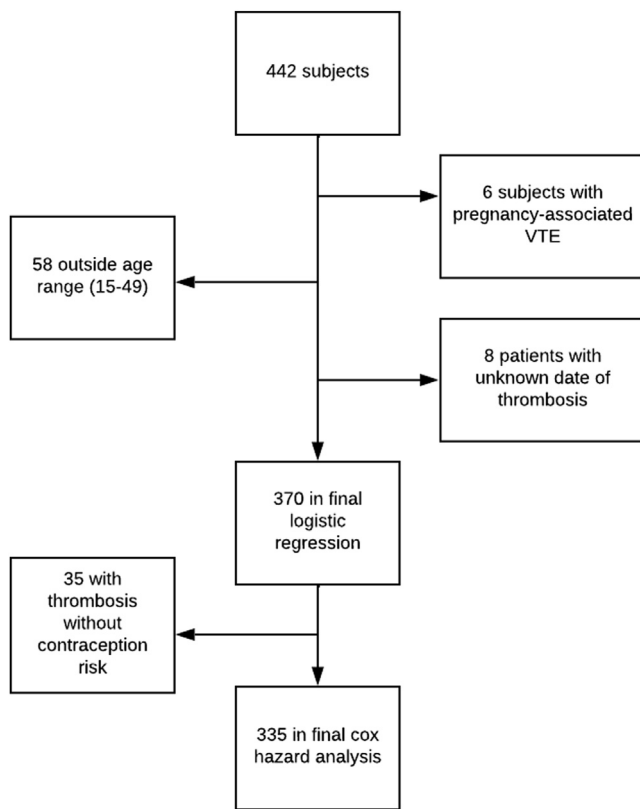 442 subjects
6 subjects with
pregnancy-associated
VTE
58 outside age
range (15-49)
8 patients with
unknown date of
thrombosis
370 in final
logistic
regression
35 with
thrombosis
without
contraception
risk
335 in final cox
hazard analysis